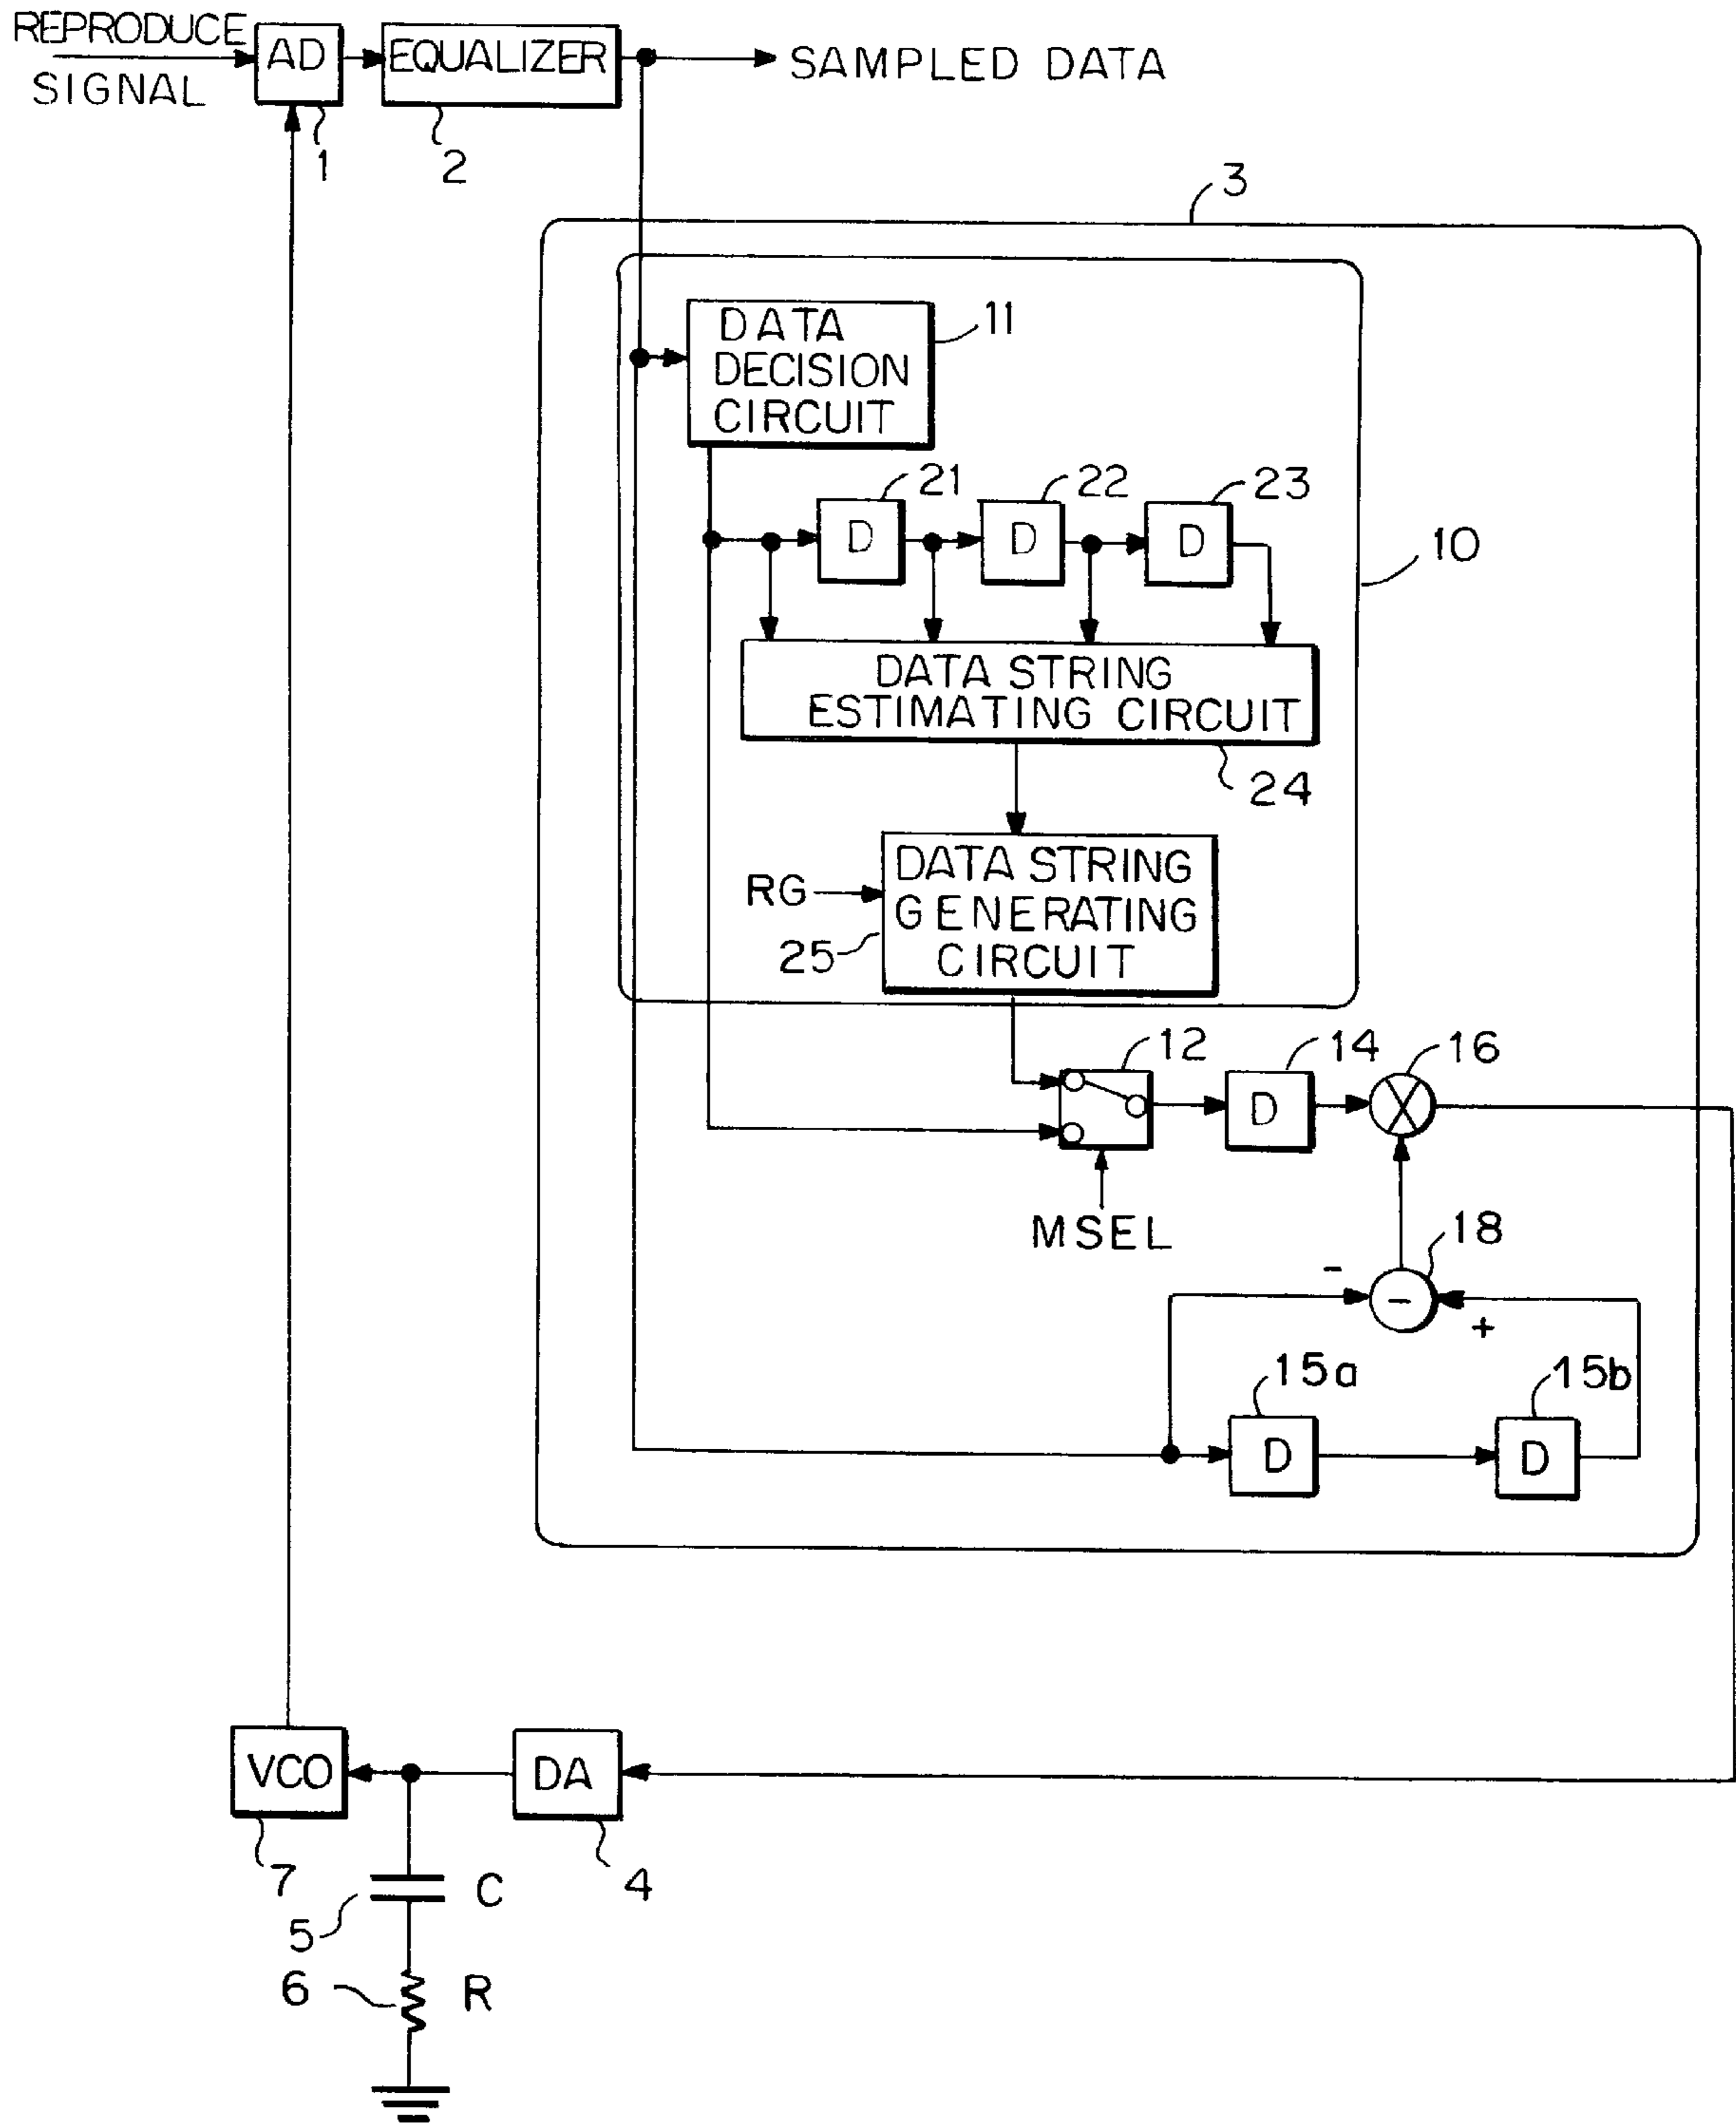 REPRODUCE
SIGNAL
AD
EQUALIZER
SAMPLED DATA
1
2
3
DATA
DECISION
CIRCUIT
11
21
22
23
D
D
D
10
DATA STRING
ESTIMATING CIRCUIT
24
RG
DATA STRING
GENERATING
CIRCUIT
25
12
14
16
D
MSEL
18
-
-
+
15a
15b
D
D
VCO
DA
7
4
C
5
6
R